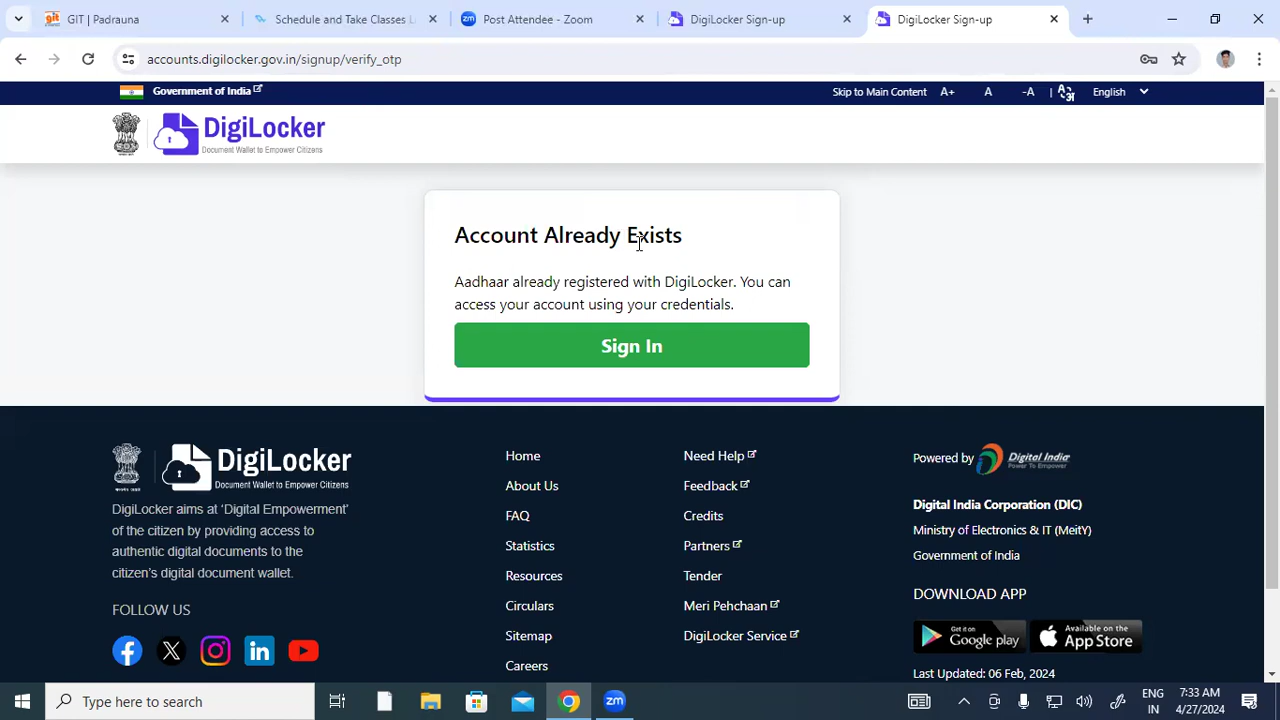 GIT | Padrauna
Schedule and Take Classes Li
Post Attendee - Zoom
DigiLocker Sign-up
DigiLocker Sign-up
accounts.digilocker.gov.in/signup/verify_otp
Government of India
Skip to Main Content A+ A -A English
DigiLocker
Document Wallet to Empower Citizens
Account Already Exists
Aadhaar already registered with DigiLocker. You can
access your account using your credentials.
Sign In
DigiLocker
Document Wallet to Empower Citizens
DigiLocker aims at ‘Digital Empowerment’
of the citizen by providing access to
authentic digital documents to the
citizen’s digital document wallet.
FOLLOW US
Home
About Us
FAQ
Statistics
Resources
Circulars
Sitemap
Careers
Need Help
Feedback
Credits
Partners
Tender
Meri Pehchaan
DigiLocker Service
Powered by Digital India
Power To Empower
Digital India Corporation (DIC)
Ministry of Electronics & IT (MeitY)
Government of India
DOWNLOAD APP
Get it on
Google play
Available on the
App Store
Last Updated: 06 Feb, 2024
Type here to search
zm
ENG
IN
7:33 AM
4/27/2024